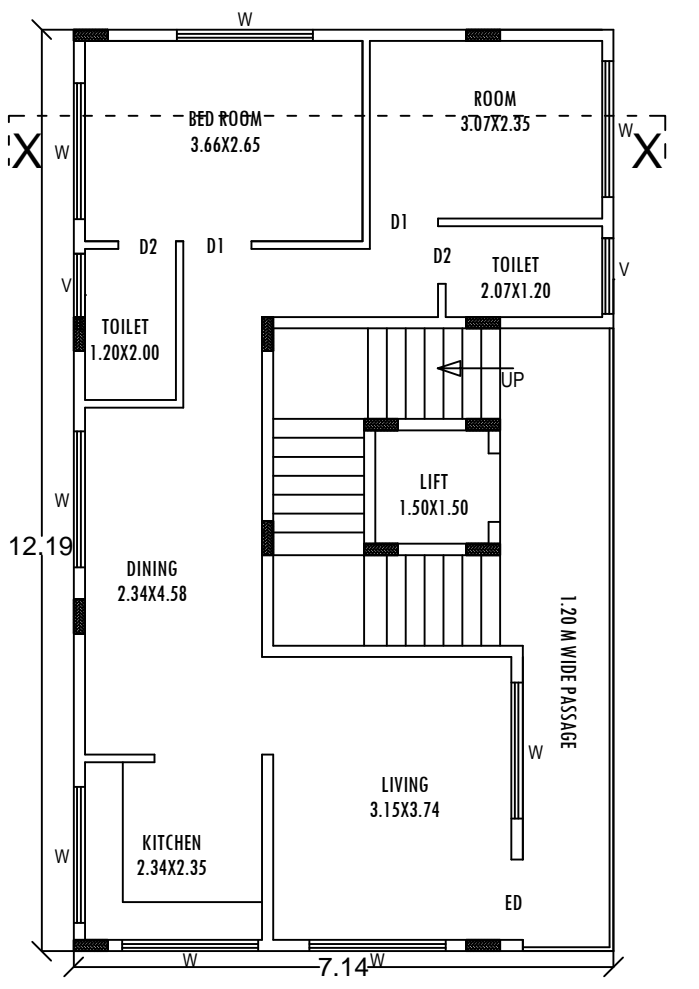 W
BED ROOM
3.66X2.65
ROOM
3.07X2.35
X
W
W
X
D2
D1
D1
D2
TOILET
2.07X1.20
V
V
TOILET
1.20X2.00
UP
LIFT
1.50X1.50
W
12.19
DINING
2.34X4.58
1.20 M WIDE PASSAGE
W
LIVING
3.15X3.74
KITCHEN
2.34X2.35
W
ED
W
7.14
W